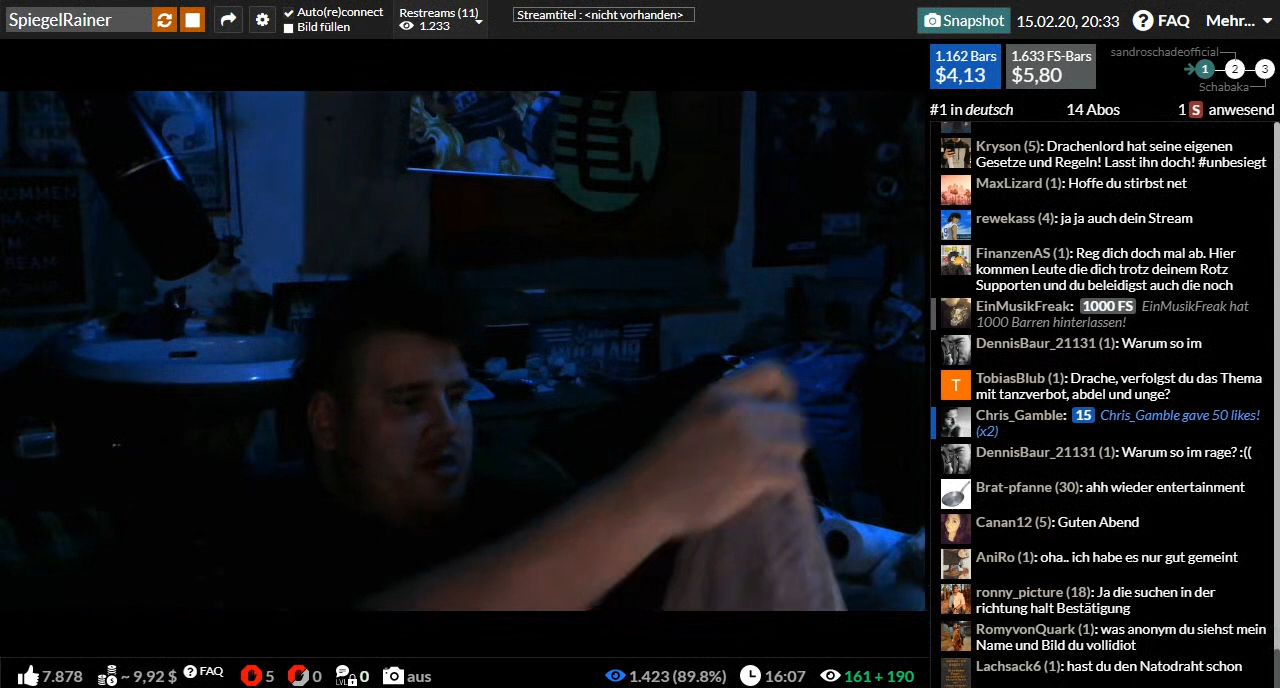 SpiegelRainer
Auto(re)connect
Bild füllen
Restreams (11)
1.233
Streamtitel : <nicht vorhanden>
Snapshot
15.02.20, 20:33
FAQ
Mehr...
1.162 Bars
$4,13
1.633 FS-Bars
$5,80
sandroschadeofficial
1 2 3
Schabaka
#1 in deutsch
14 Abos
1 S anwesend
Kryson (5): Drachenlord hat seine eigenen
Gesetze und Regeln! Lasst ihn doch! #unbesiegt
MaxLizard (1): Hoffe du stirbst net
rewekass (4): ja ja auch dein Stream
FinanzenAS (1): Reg dich doch mal ab. Hier
kommen Leute die dich trotz deinem Rotz
Supporten und du beleidigst auch die noch
EinMusikFreak: 1000 FS EinMusikFreak hat
1000 Barren hinterlassen!
DennisBaur_21131 (1): Warum so im
T
TobiasBlub (1): Drache, verfolgst du das Thema
mit tanzverbot, abdel und unge?
Chris_Gamble: 15 Chris_Gamble gave 50 likes!
(x2)
DennisBaur_21131 (1): Warum so im rage? :((
Brat-pfanne (30): ahh wieder entertainment
Canan12 (5): Guten Abend
AniRo (1): oha.. ich habe es nur gut gemeint
ronny_picture (18): Ja die suchen in der
richtung halt Bestätigung
RomyvonQuark (1): was anonym du siehst mein
Name und Bild du vollidiot
Lachsack6 (1): hast du den Natodraht schon
7.878
~ 9,92 $
FAQ
5
0
LVL
0
aus
1.423 (89.8%)
16:07
161 + 190